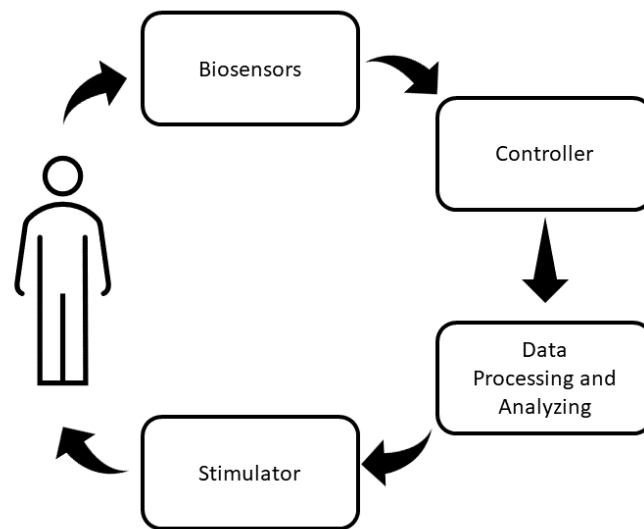 Biosensors
Controller
Data
Processing and
Analyzing
Stimulator